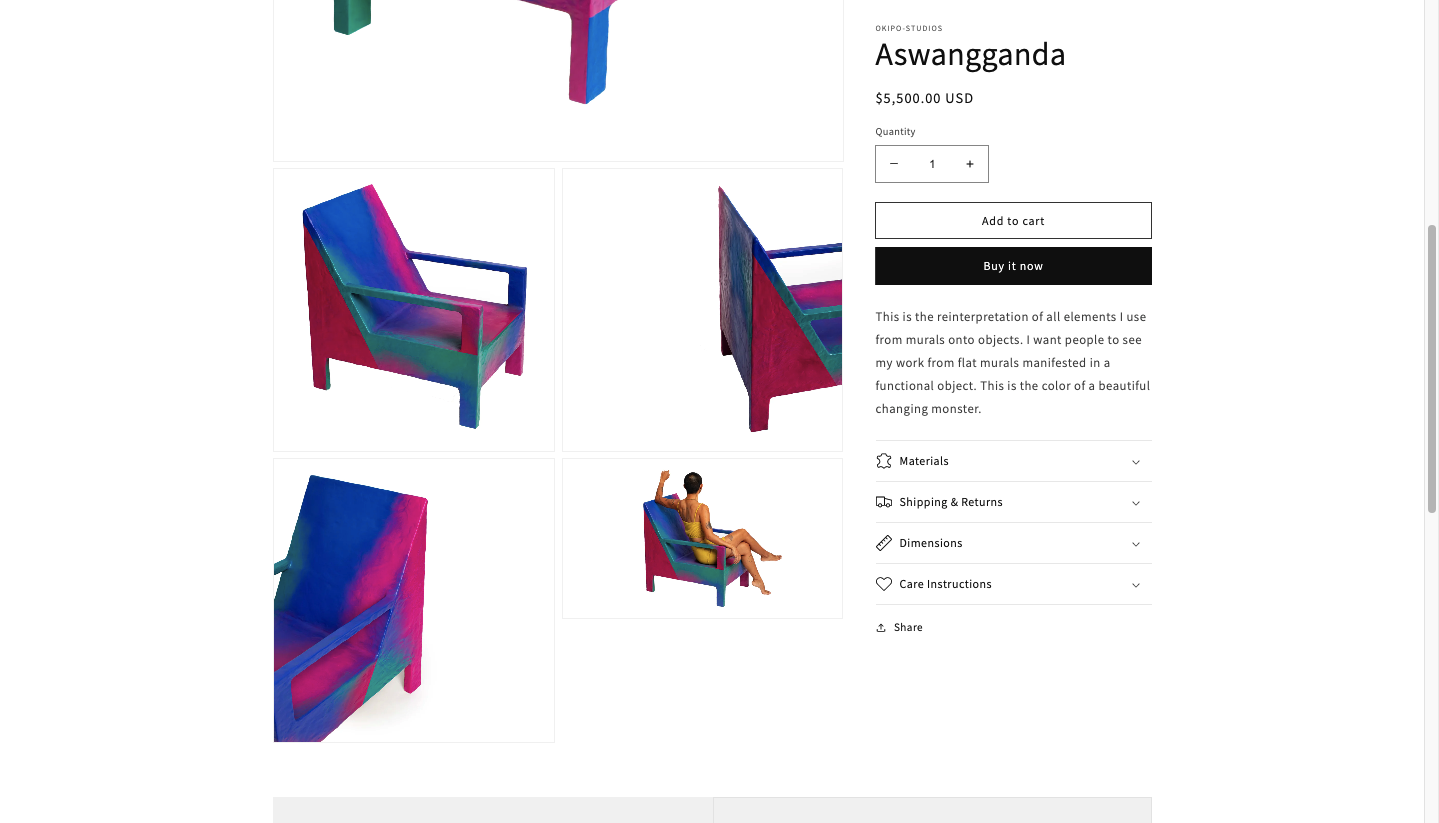 OKIPO-STUDIOS
Aswangganda
$5,500.00 USD
Quantity
1
Add to cart
Buy it now
This is the reinterpretation of all elements I use
from murals onto objects. I want people to see
my work from flat murals manifested in a
functional object. This is the color of a beautiful
changing monster.
Materials
Shipping & Returns
Dimensions
Care Instructions
Share